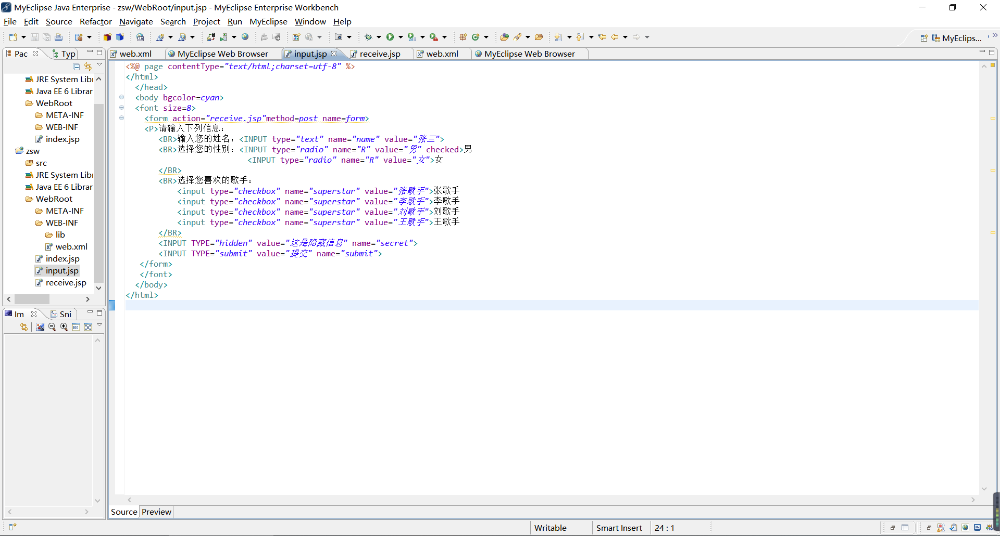 MyEclipse Java Enterprise - zsw/WebRoot/input.jsp - MyEclipse Enterprise Workbench
File Edit Source Refactor Navigate Search Project Run MyEclipse Window Help
MyEclips...
Pac Typ
web.xml MyEclipse Web Browser input.jsp receive.jsp web.xml MyEclipse Web Browser
JRE System Libr
Java EE 6 Librar
WebRoot
META-INF
WEB-INF
index.jsp
zsw
src
JRE System Libr
Java EE 6 Librar
WebRoot
META-INF
WEB-INF
lib
web.xml
index.jsp
input.jsp
receive.jsp
Im Sni
<%@ page contentType="text/html;charset=utf-8" %>
</html>
</head>
<body bgcolor=cyan>
<font size=8>
<form action="receive.jsp"method=post name=form>
<P>请输入下列信息：
<BR>输入您的姓名：<INPUT type="text" name="name" value="张三">
<BR>选择您的性别：<INPUT type="radio" name="R" value="男" checked>男
<INPUT type="radio" name="R" value="女">女
</BR>
<BR>选择您喜欢的歌手：
<input type="checkbox" name="superstar" value="张歌手">张歌手
<input type="checkbox" name="superstar" value="李歌手">李歌手
<input type="checkbox" name="superstar" value="刘歌手">刘歌手
<input type="checkbox" name="superstar" value="王歌手">王歌手
</BR>
<INPUT TYPE="hidden" value="这是隐藏信息" name="secret">
<INPUT TYPE="submit" value="提交" name="submit">
</form>
</font>
</body>
</html>
Source Preview
Writable Smart Insert 24 : 1